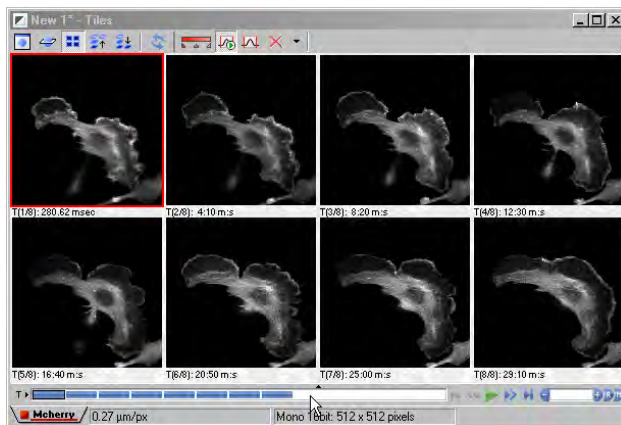 New 1* - Tiles
T(1/8): 280.62 msec
T(2/8): 4:10 m:s
T(3/8): 8:20 m:s
T(4/8): 12:30 m:s
T(5/8): 16:40 m:s
T(6/8): 20:50 m:s
T(7/8): 25:00 m:s
T(8/8): 29:10 m:s
T
Mcherry
0.27 µm/px
Mono 16bit: 512 x 512 pixels